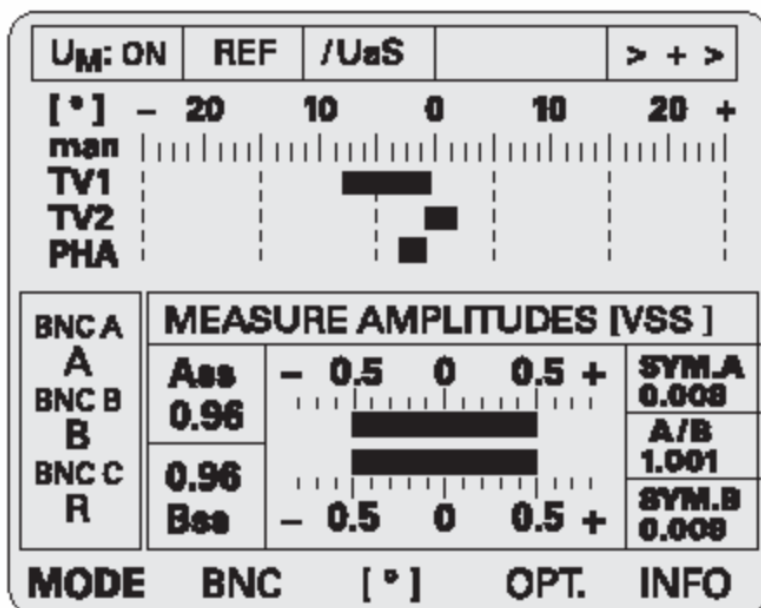 UM: ON REF /UaS > + >
[°] - 20 10 0 10 20 +
man
TV1
TV2
PHA
BNC A
A
BNC B
B
BNC C
R
MEASURE AMPLITUDES [VSS ]
Ass
0.96
0.96
Bss
- 0.5 0 0.5 +
- 0.5 0 0.5 +
SYM.A
0.008
A/B
1.001
SYM.B
0.008
MODE BNC [°] OPT. INFO